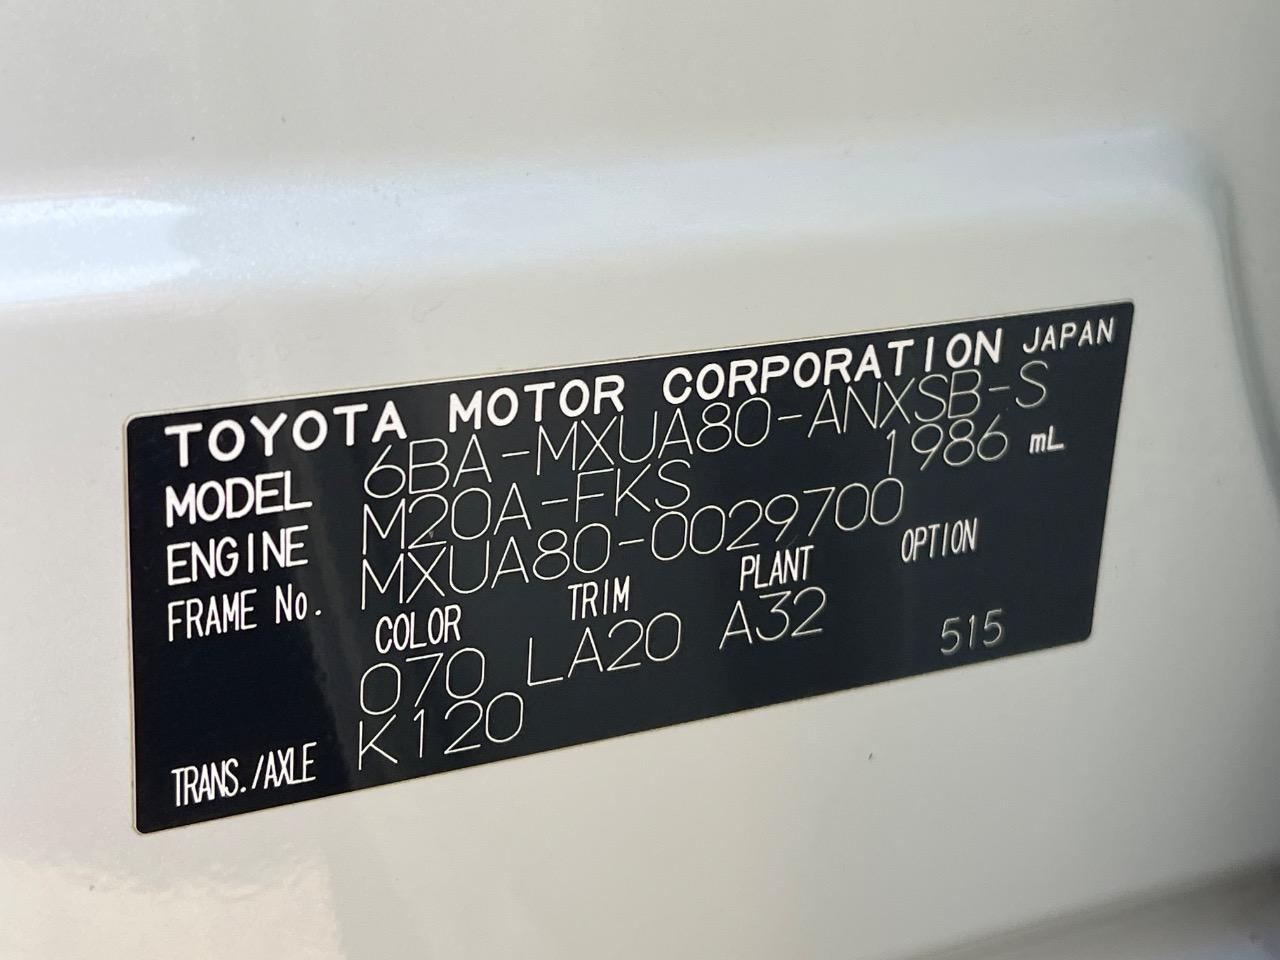 TOYOTA MOTOR CORPORATION JAPAN
MODEL 6BA-MXUA80-ANXSB-S
ENGINE M20A-FKS 1986 mL
FRAME No. MXUA80-0029700
COLOR TRIM PLANT OPTION
070 LA20 A32 515
TRANS./AXLE K120